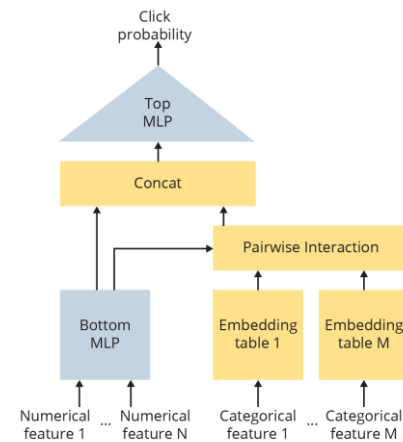 Click
probability
Top
MLP
Concat
Pairwise Interaction
Bottom
MLP
Embedding
table 1
Embedding
table M
Numerical
feature 1
...
Numerical
feature N
Categorical
feature 1
...
Categorical
feature M